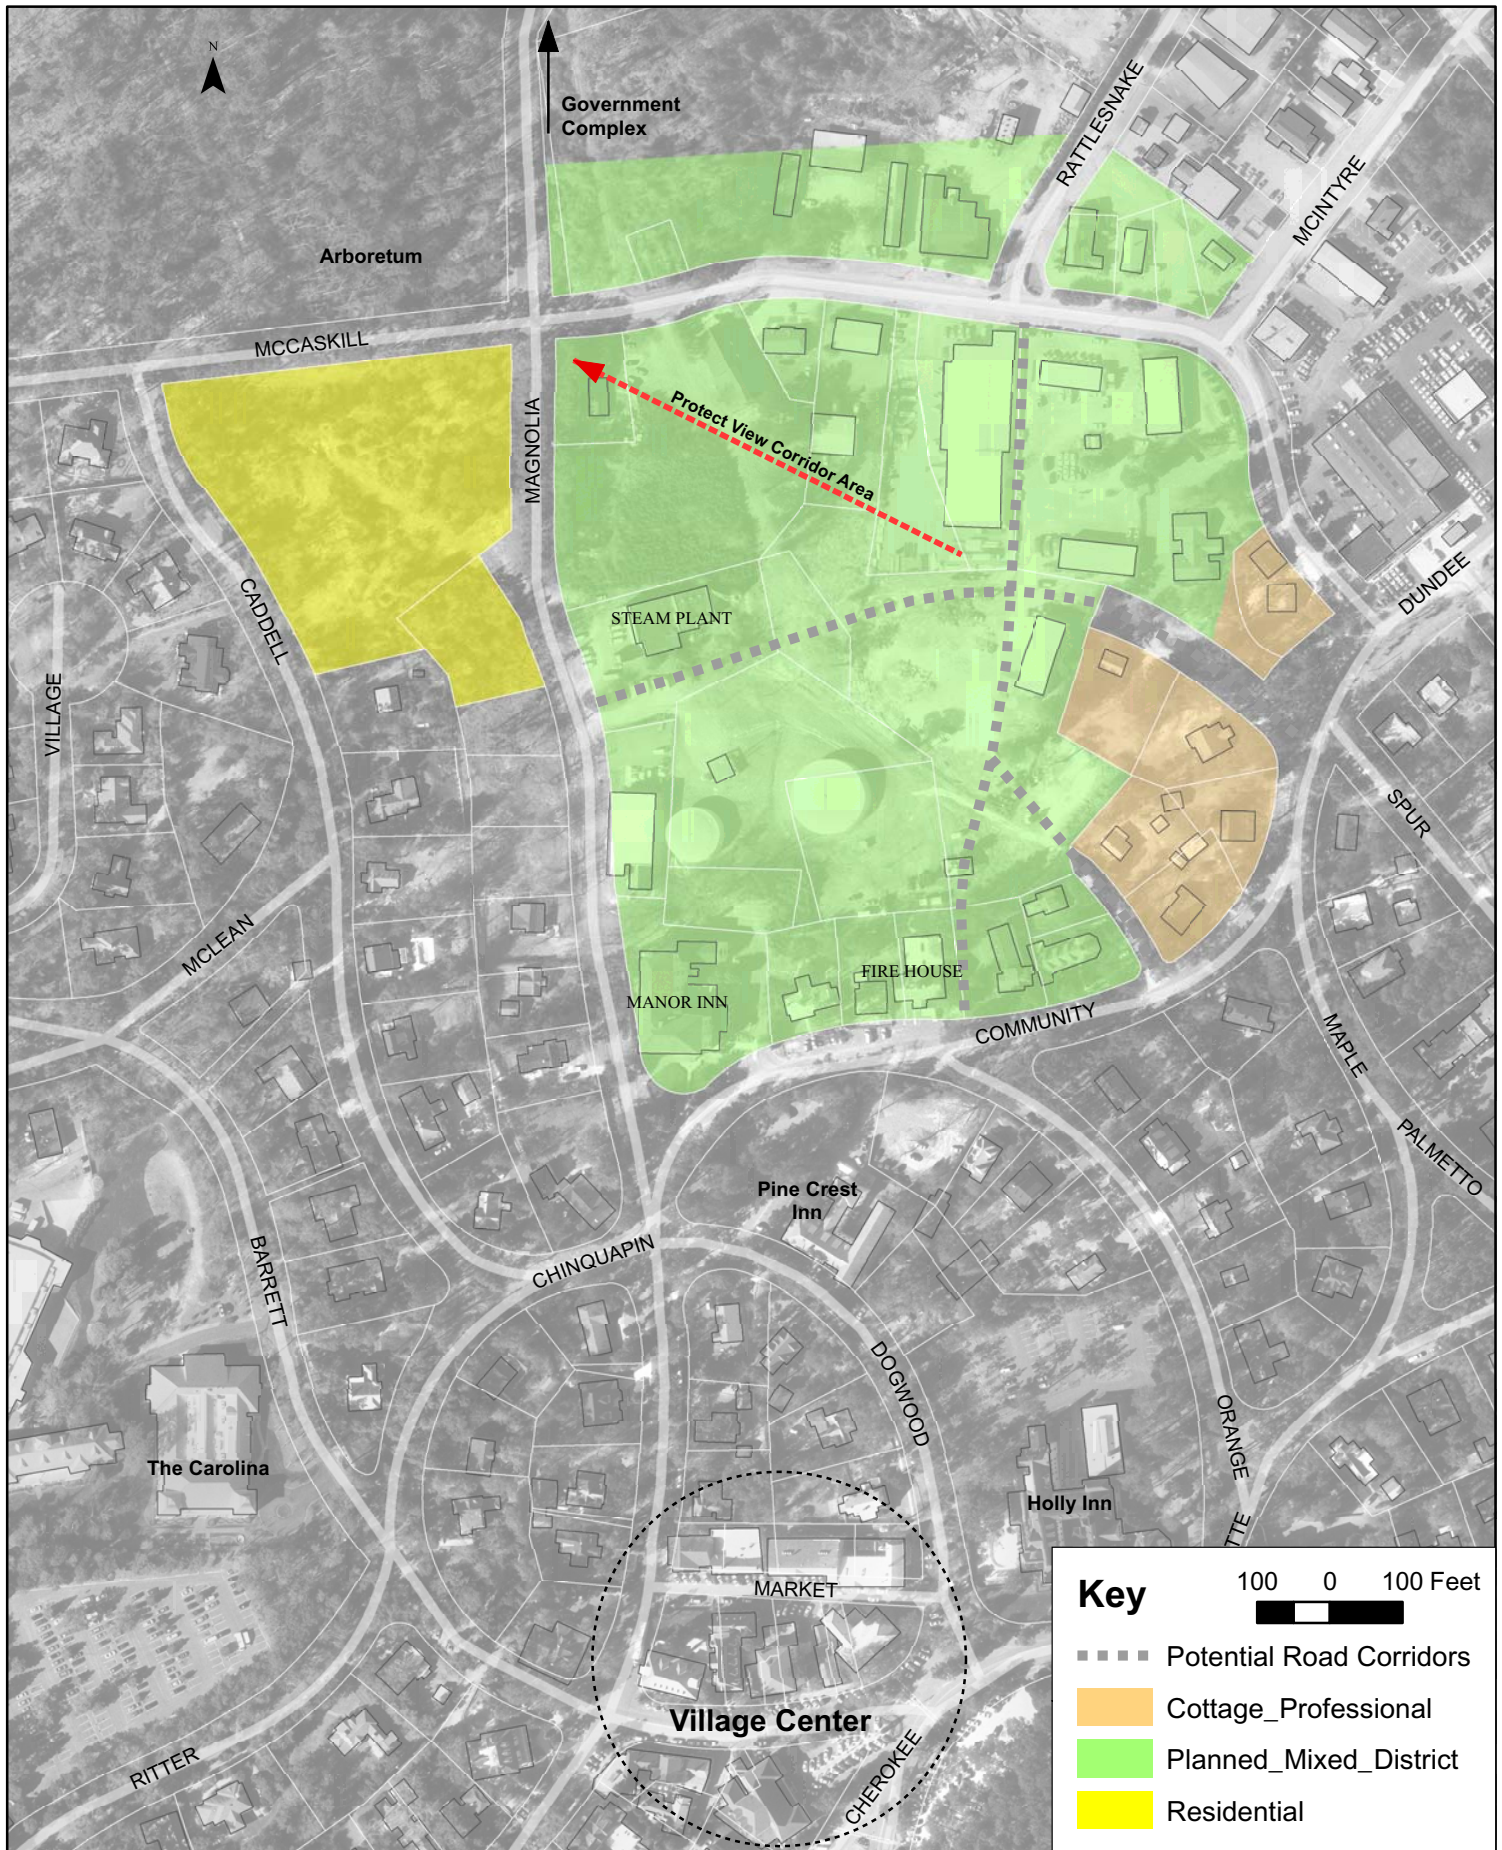 N
Government
Complex
RATTLESNAKE
MCINTYRE
Arboretum
MCCASKILL
MAGNOLIA
Protect View Corridor Area
DUNDEE
CADDELL
STEAM PLANT
VILLAGE
SPUR
MCLEAN
FIRE HOUSE
MANOR INN
COMMUNITY
MAPLE
PALMETTO
Pine Crest
Inn
BARRETT
CHINQUAPIN
DOGWOOD
ORANGE
The Carolina
Holly Inn
TTE
MARKET
Village Center
CHEROKEE
RITTER
Key
100 0 100 Feet
Potential Road Corridors
Cottage_Professional
Planned_Mixed_District
Residential